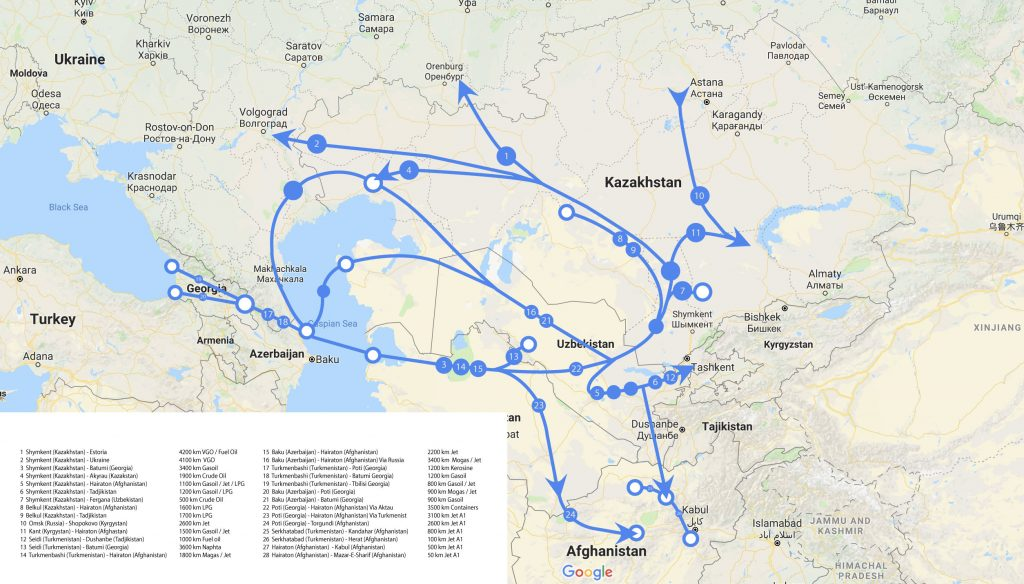 Kyiv
Київ
Voronezh
Воронеж
Samara
Самара
Уфа
Barnaul
Барнаул
Ukraine
Kharkiv
Харків
Saratov
Саратов
Orenburg
Оренбург
Pavlodar
Павлодар
Moldova
Odesa
Одеса
Volgograd
Волгоград
Astana
Астана
Semey
Семей
Ust'-Kamenogorsk
Өскемен
Karagandy
Қарағанды
Rostov-on-Don
Ростов-на-Дону
2
1
4
Krasnodar
Краснодар
Kazakhstan
10
Black Sea
8
9
11
Urumqi
乌鲁木齐
Ankara
Makhachkala
Махачкала
Georgia
7
Almaty
Алматы
Turkey
17
18
Caspian Sea
16
21
Shymkent
Шымкент
Bishkek
Бишкек
Armenia
Azerbaijan
Baku
Uzbekistan
Kyrgyzstan
XINJIANG
Adana
3
14
15
13
22
Tashkent
5
6
12
23
Dushanbe
Душанбе
Tajikistan
24
Kabul
کابل
Islamabad
اسلام آباد
JAMMU AND
KASHMIR
Afghanistan
HIMACHAL
PRADESH
Google
1 Shymkent (Kazakhstan) - Estoria 4200 km VGO / Fuel Oil
2 Shymkent (Kazakhstan) - Ukraine 4100 km VGO
3 Shymkent (Kazakhstan) - Batumi (Georgia) 3400 km Gasoil
4 Shymkent (Kazakhstan) - Akyrau (Kazakstan) 1900 km Crude Oil
5 Shymkent (Kazakhstan) - Hairaton (Afghanistan) 1100 km Gasoil / Jet / LPG
6 Shymkent (Kazakhstan) - Tadjikistan 1200 km Gasoil / LPG
7 Shymkent (Kazakhstan) - Fergana (Uzbekistan) 500 km Crude Oil
8 Belkul (Kazakhstan) - Hairaton (Afghanistan) 1600 km LPG
9 Belkul (Kazakhstan) - Tadjikistan 1700 km LPG
10 Omsk (Russia) - Shopokovo (Kyrgystan) 2600 km Jet
11 Kant (Kyrgystan) - Hairaton (Afghanistan) 1500 km Gasoil / Jet
12 Seidi (Turkmenistan) - Dushanbe (Tadjikistan) 1000 km Fuel oil
13 Seidi (Turkmenistan) - Batumi (Georgia) 3600 km Naphta
14 Turkmenbashi (Turkmenistan) - Hairaton (Afghanistan) 1800 km Magas / Jet
15 Baku (Azerbaijan) - Hairaton (Afghanistan) 2200 km Jet
16 Baku (Azerbaijan) - Hairaton (Afghanistan) Via Russia 3400 km Mogas / Jet
17 Turkmenbashi (Turkmenistan) - Poti (Georgia) 1200 km Kerosine
18 Turkmenbashi (Turkmenistan) - Batumi Georgia) 1200 km Gasoil
19 Turkmenbashi (Turkmenistan) - Tbilisi Georgia) 800 km Gasoil / Jet
20 Baku (Azerbaijan) - Poti (Georgia) 900 km Mogas / Jet
21 Baku (Azerbaijan) - Batumi (Georgia) 900 km Gasoil
22 Poti (Georgia) - Hairaton (Afghanistan) Via Aktau 3500 km Containers
23 Poti (Georgia) - Hairaton (Afghanistan) Via Turkmenist 3100 km Jet A1
24 Poti (Georgia) - Torgundi (Afghanistan) 2600 km Jet A1
25 Serkhatabad (Turkmenistan) - Kandahar (Afghanistan) 800 km Jet A1
26 Serkhatabad (Turkmenistan) - Herat (Afghanistan) 100 km Jet A1
27 Hairaton (Afghanistan) - Kabul (Afghanistan) 500 km Jet A1
28 Hairaton (Afghanistan) - Mazar-E-Sharif (Afghanistan) 50 km Jet A1